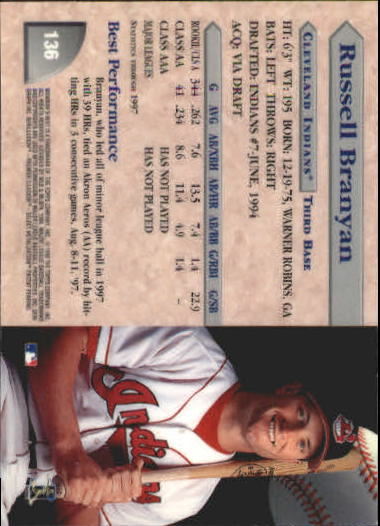 Russell Branyan
CLEVELAND INDIANS® THIRD BASE
HT: 6'3" WT: 195 BORN: 12-19-75, WARNER ROBINS, GA
BATS: LEFT THROWS: RIGHT
DRAFTED: INDIANS #7-JUNE, 1994
ACQ: VIA DRAFT
G AVG AB/XBH AB/HR AB/BB G/RBI G/SB
ROOKIE/CLS A 344 .262 7.6 13.5 7.4 1.4 22.9
CLASS AA 41 .234 8.6 11.4 4.9 1.4 –
CLASS AAA HAS NOT PLAYED
MAJOR LEAGUES HAS NOT PLAYED
STATISTICS THROUGH 1997
Best Performance
Branyan, who led all of minor league ball in 1997
with 39 HRs, tied an Akron Aeros (AA) record by hit-
ting HRs in 3 consecutive games, Aug. 8-11, '97.
136
Indians